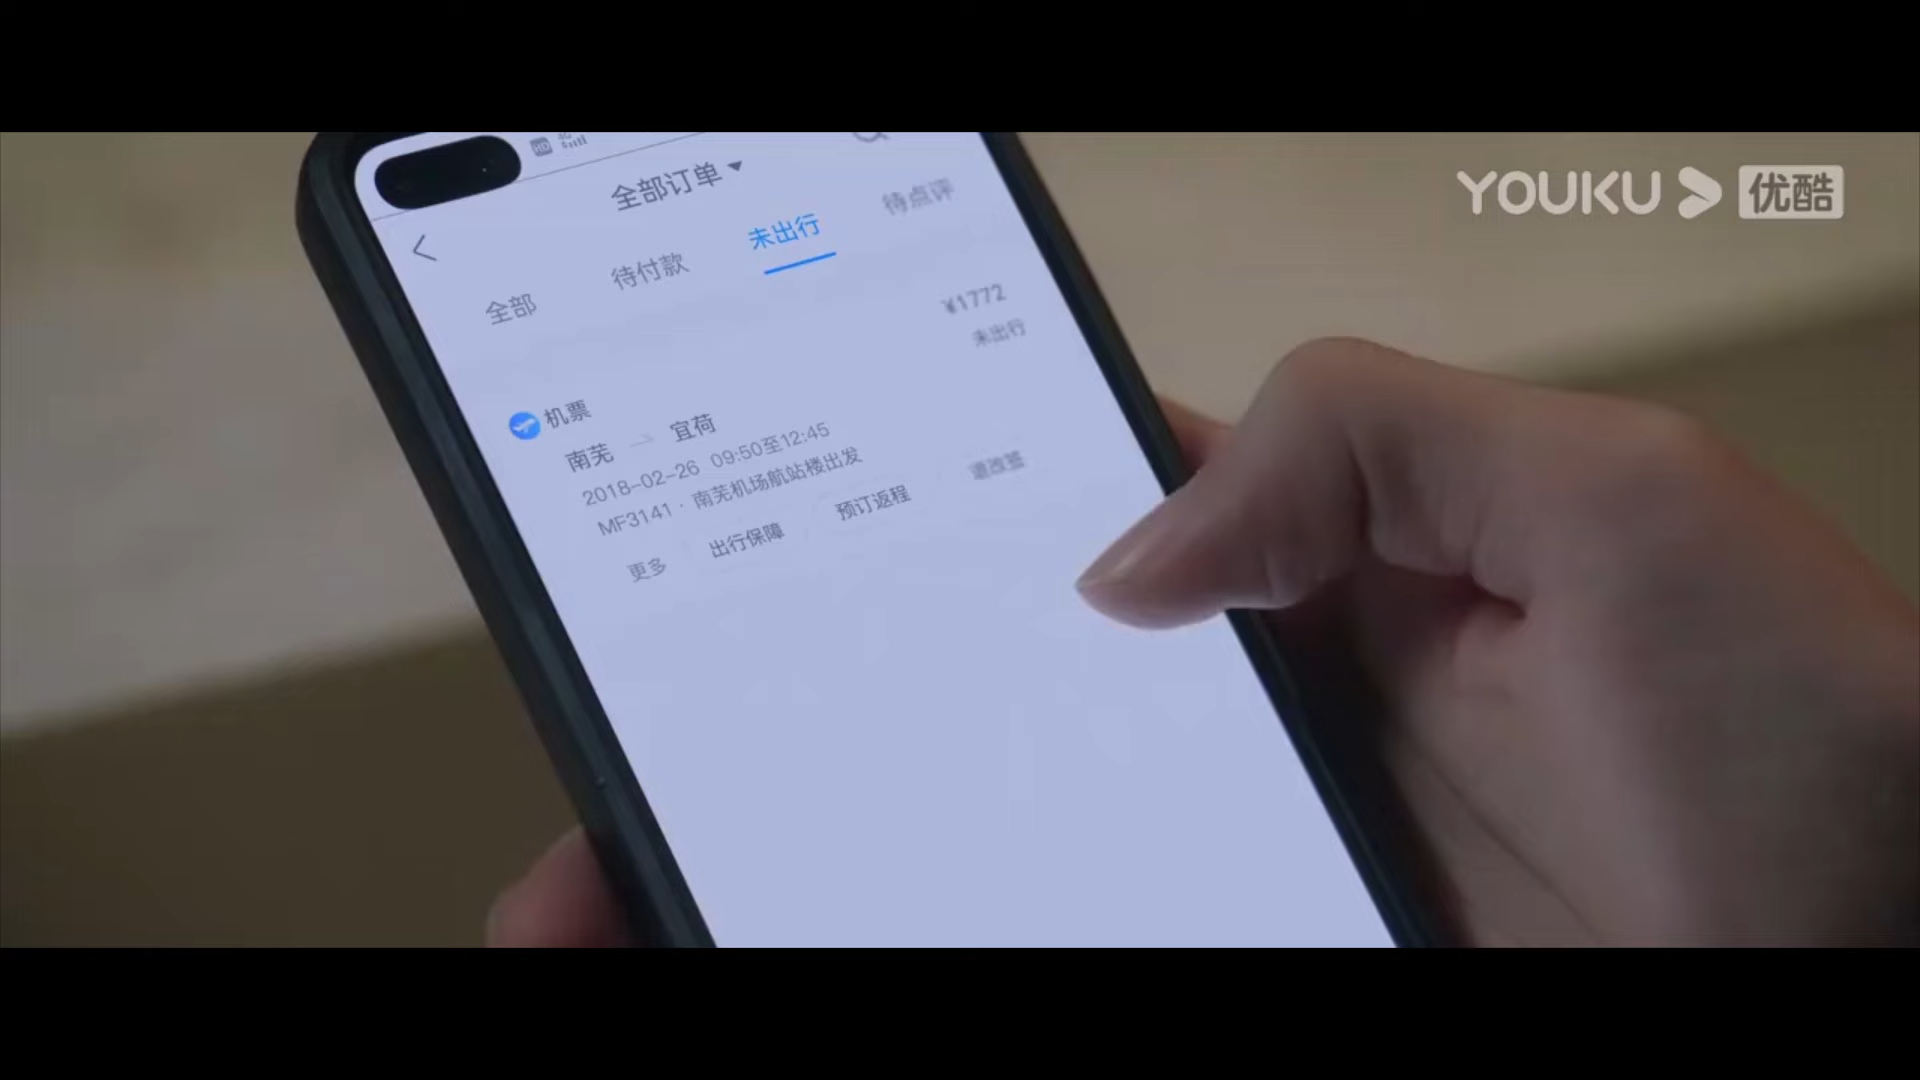 HD
全部订单
YOUKU 优酷
全部
待付款
未出行
待点评
¥1772
未出行
机票
南芜 → 宜荷
2018-02-26 09:50至12:45
MF3141 · 南芜机场航站楼出发
更多
出行保障
预订返程
退改签